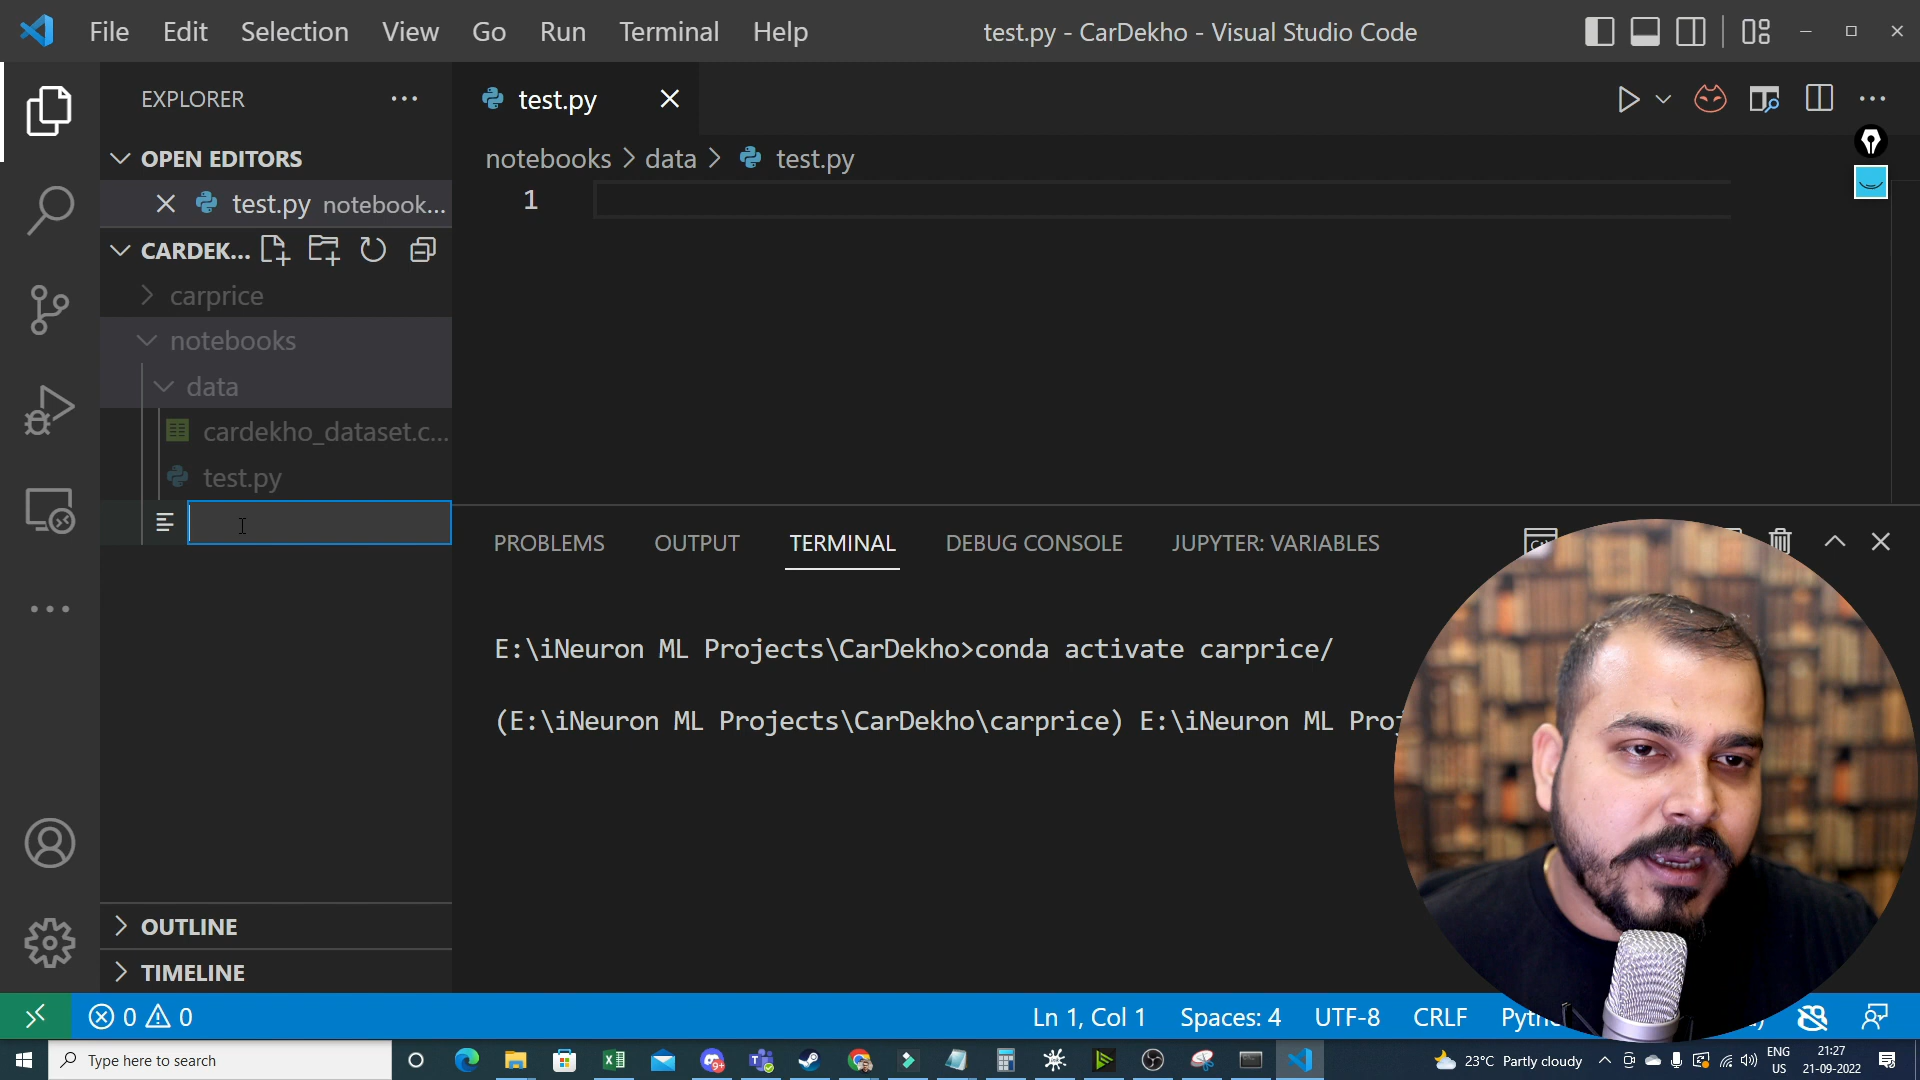 File Edit Selection View Go Run Terminal Help test.py - CarDekho - Visual Studio Code
EXPLORER
OPEN EDITORS
test.py notebook...
CARDEK...
carprice
notebooks
data
cardekho_dataset.c...
test.py
OUTLINE
TIMELINE
test.py
notebooks > data > test.py
1
PROBLEMS OUTPUT TERMINAL DEBUG CONSOLE JUPYTER: VARIABLES
E:\iNeuron ML Projects\CarDekho>conda activate carprice/
(E:\iNeuron ML Projects\CarDekho\carprice) E:\iNeuron ML
0 0 Ln 1, Col 1 Spaces: 4 UTF-8 CRLF
Type here to search 23°C Partly cloudy ENG 21:27
US 21-09-2022